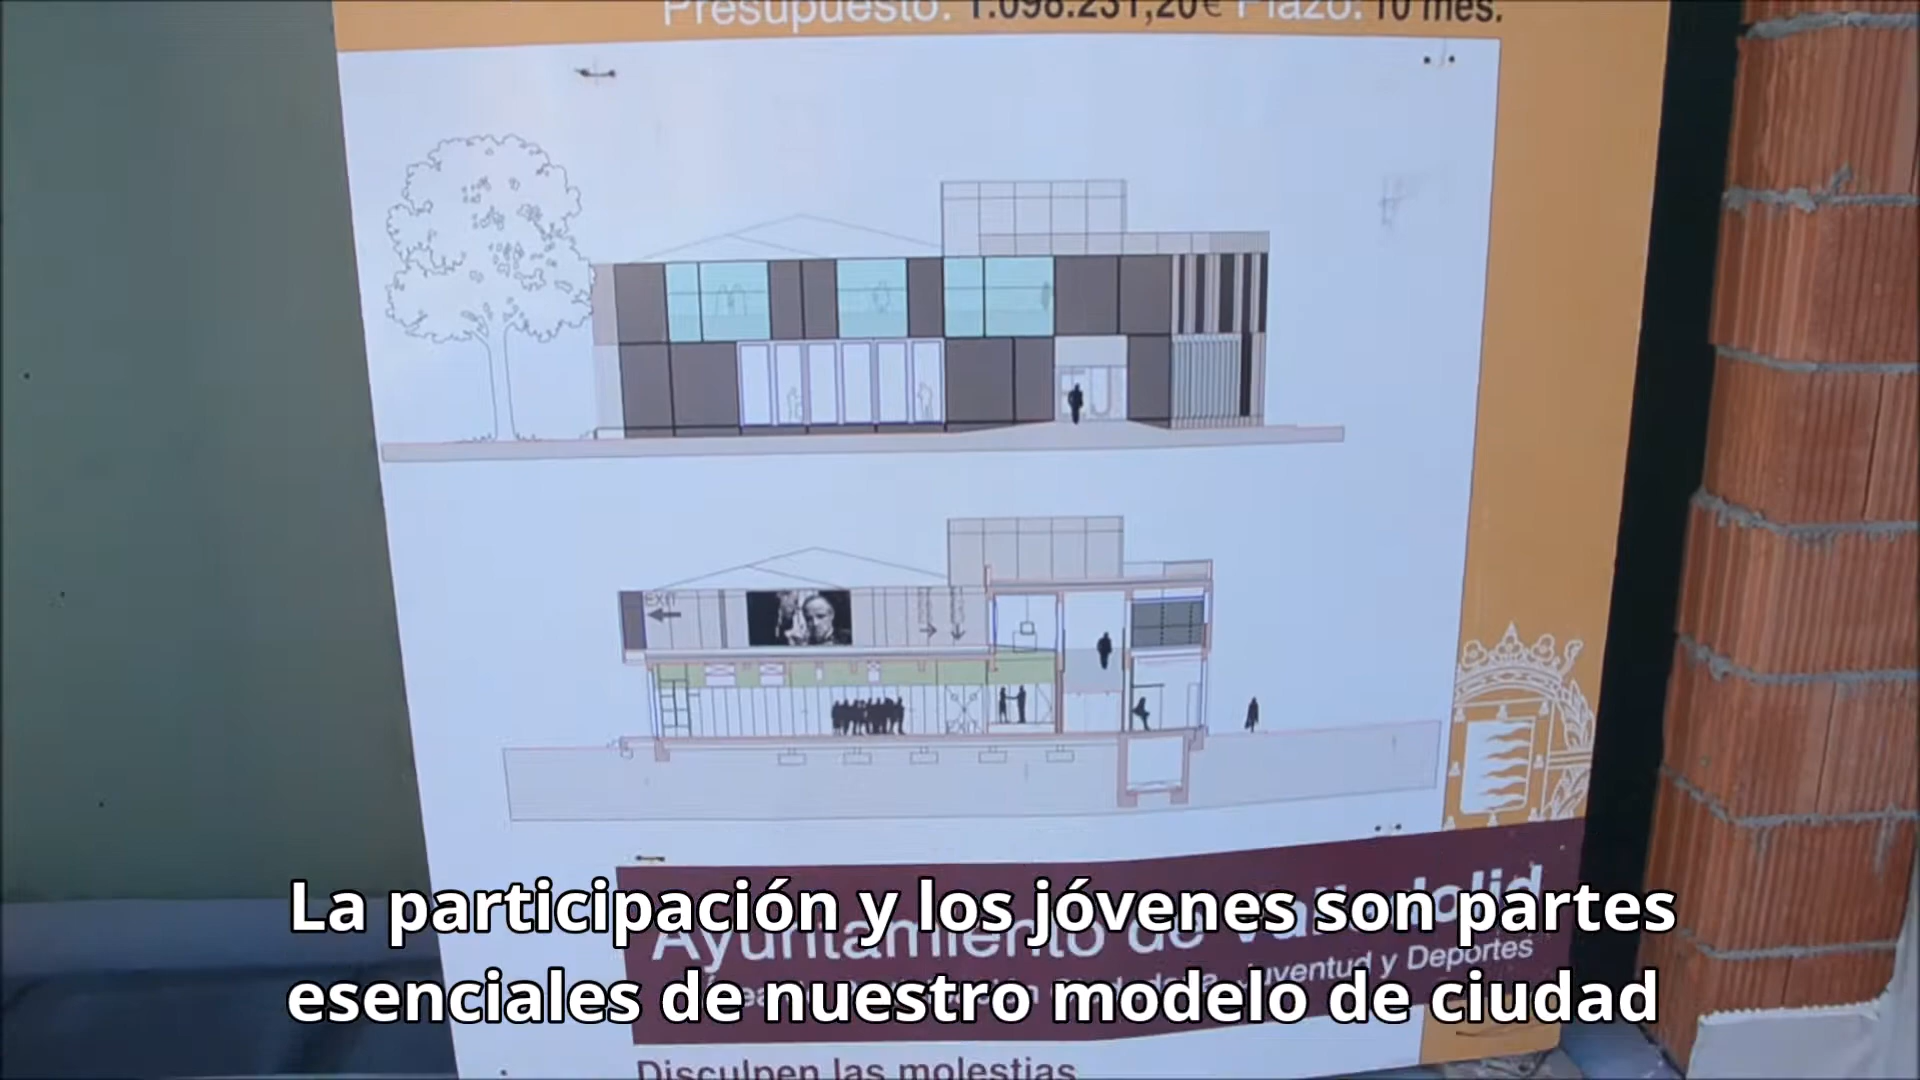 Presupuesto: 1.098.231,20€ Plazo: 10 mes.
EXIT
La participación y los jóvenes son partes
esenciales de nuestro modelo de ciudad
Ayuntamiento de Valladolid
Juventud y Deportes
Disculpen las molestias